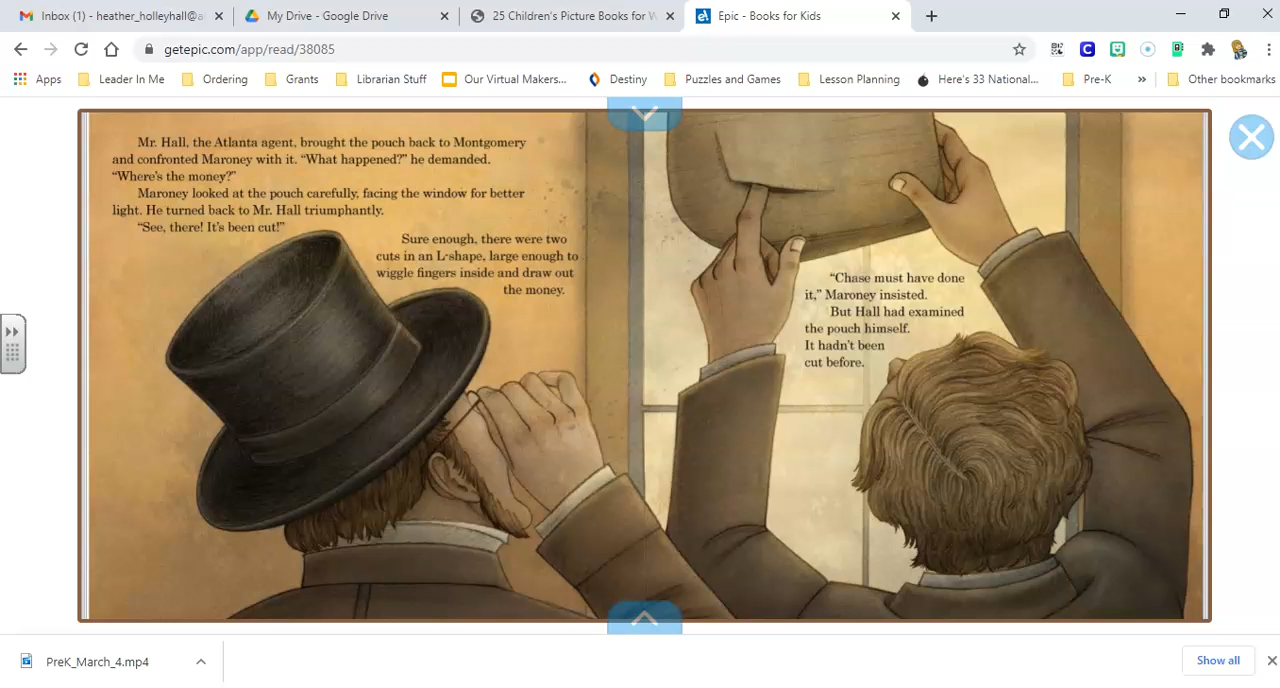 Inbox (1) - heather_holleyhall@a
My Drive - Google Drive
25 Children's Picture Books for W
Epic - Books for Kids
getepic.com/app/read/38085
Apps
Leader In Me
Ordering
Grants
Librarian Stuff
Our Virtual Makers...
Destiny
Puzzles and Games
Lesson Planning
Here's 33 National...
Pre-K
»
Other bookmarks
Mr. Hall, the Atlanta agent, brought the pouch back to Montgomery
and confronted Maroney with it. “What happened?” he demanded.
“Where's the money?”
Maroney looked at the pouch carefully, facing the window for better
light. He turned back to Mr. Hall triumphantly.
“See, there! It's been cut!”
Sure enough, there were two
cuts in an L-shape, large enough to
wiggle fingers inside and draw out
the money.
“Chase must have done
it,” Maroney insisted.
But Hall had examined
the pouch himself.
It hadn't been
cut before.
PreK_March_4.mp4
Show all